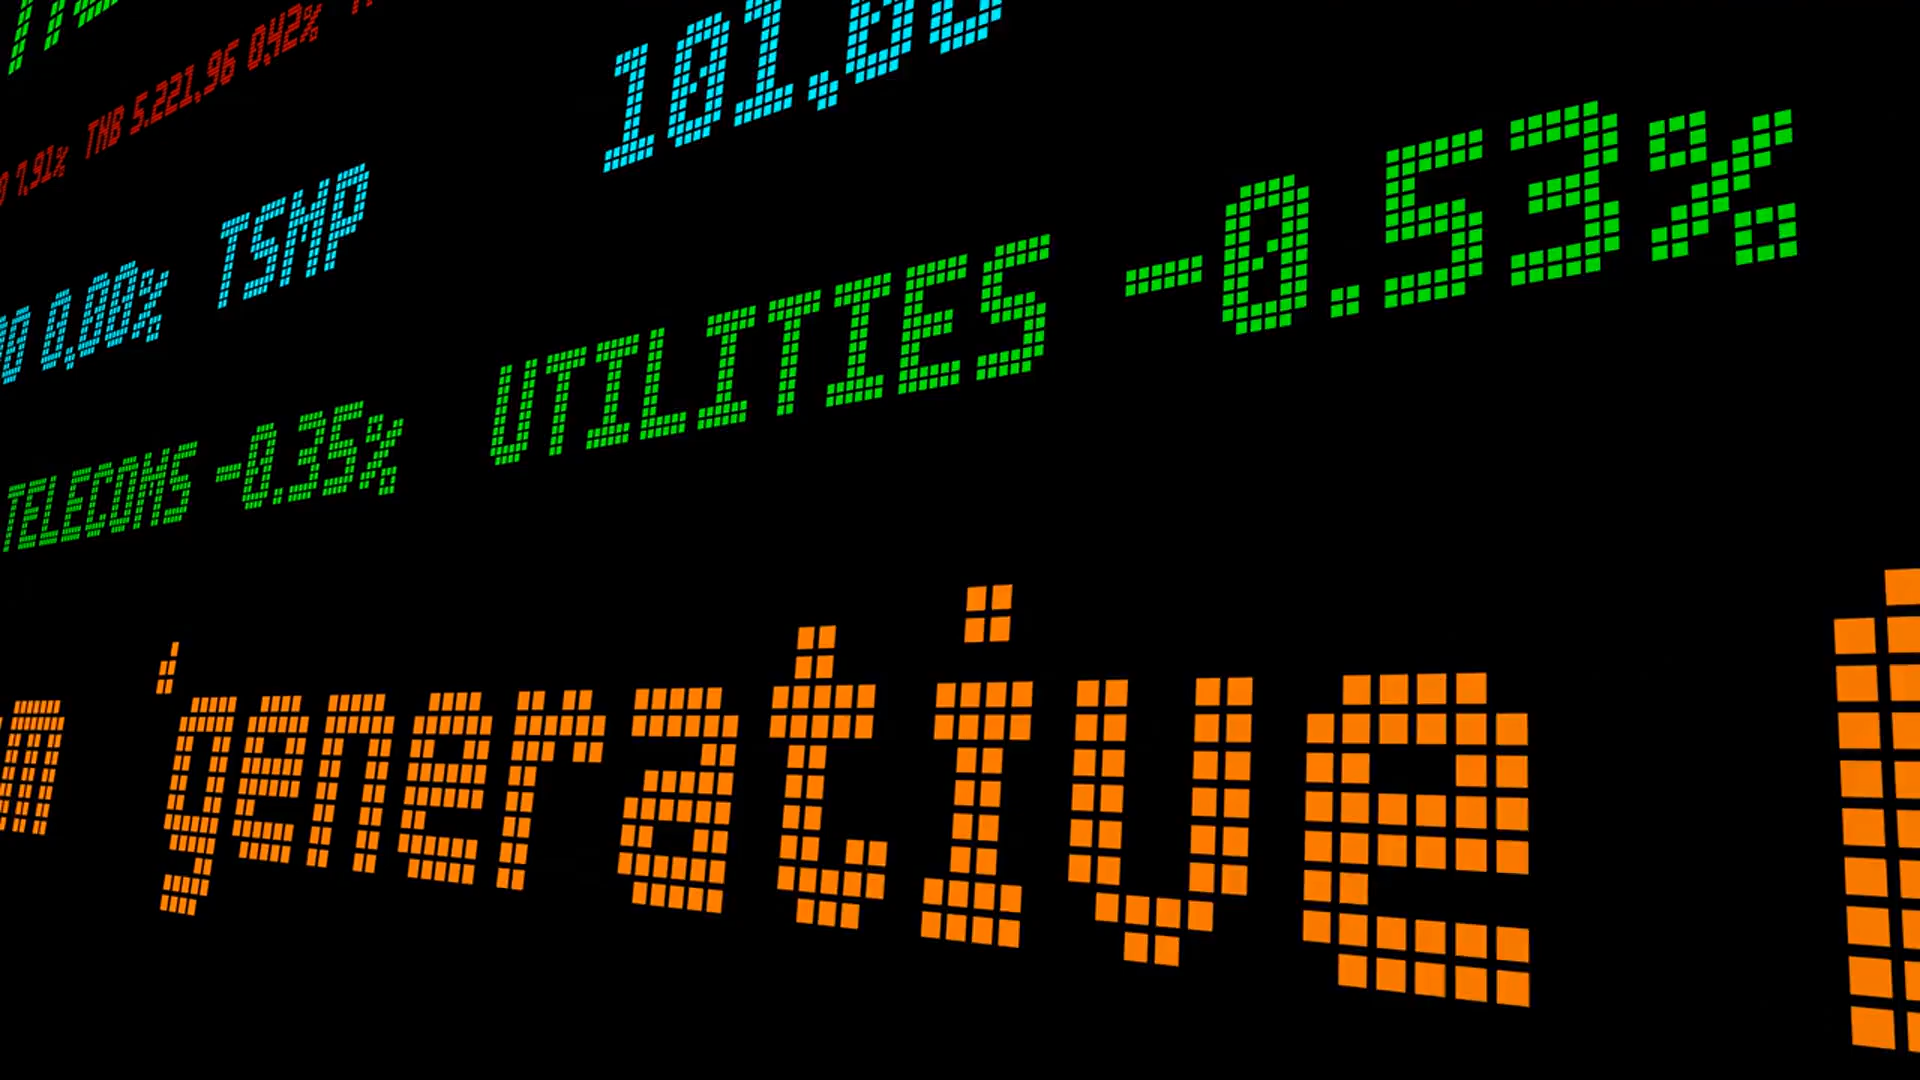 7,91% TNB 5.221,96 0,42%
0,00% TSMP 101,00
TELECOMS -0.35% UTILITIES -0.53%
'generative